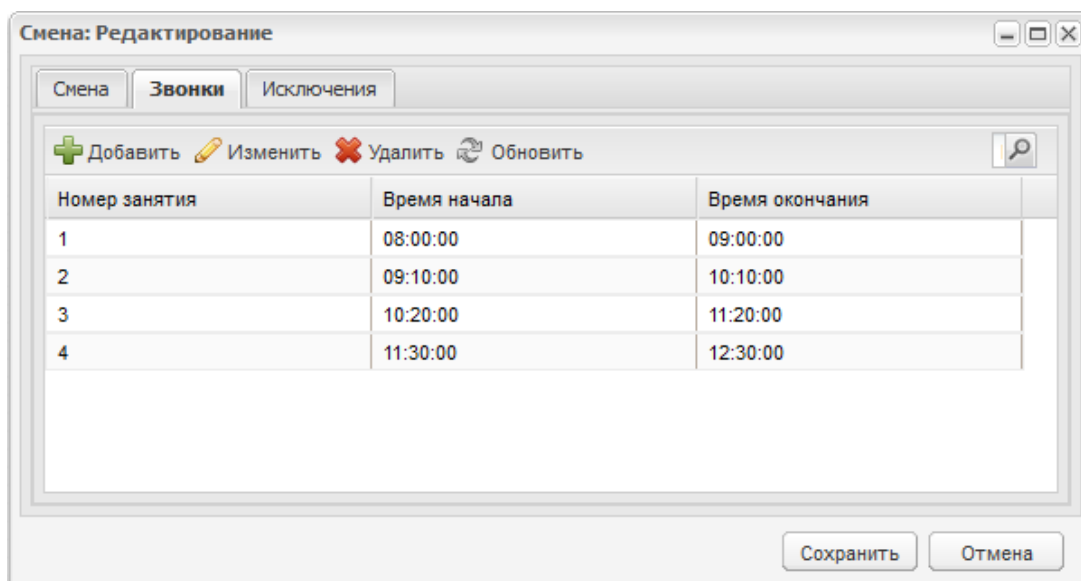 Смена: Редактирование
Смена Звонки Исключения
Добавить Изменить Удалить Обновить
Номер занятия Время начала Время окончания
1 08:00:00 09:00:00
2 09:10:00 10:10:00
3 10:20:00 11:20:00
4 11:30:00 12:30:00
Сохранить Отмена